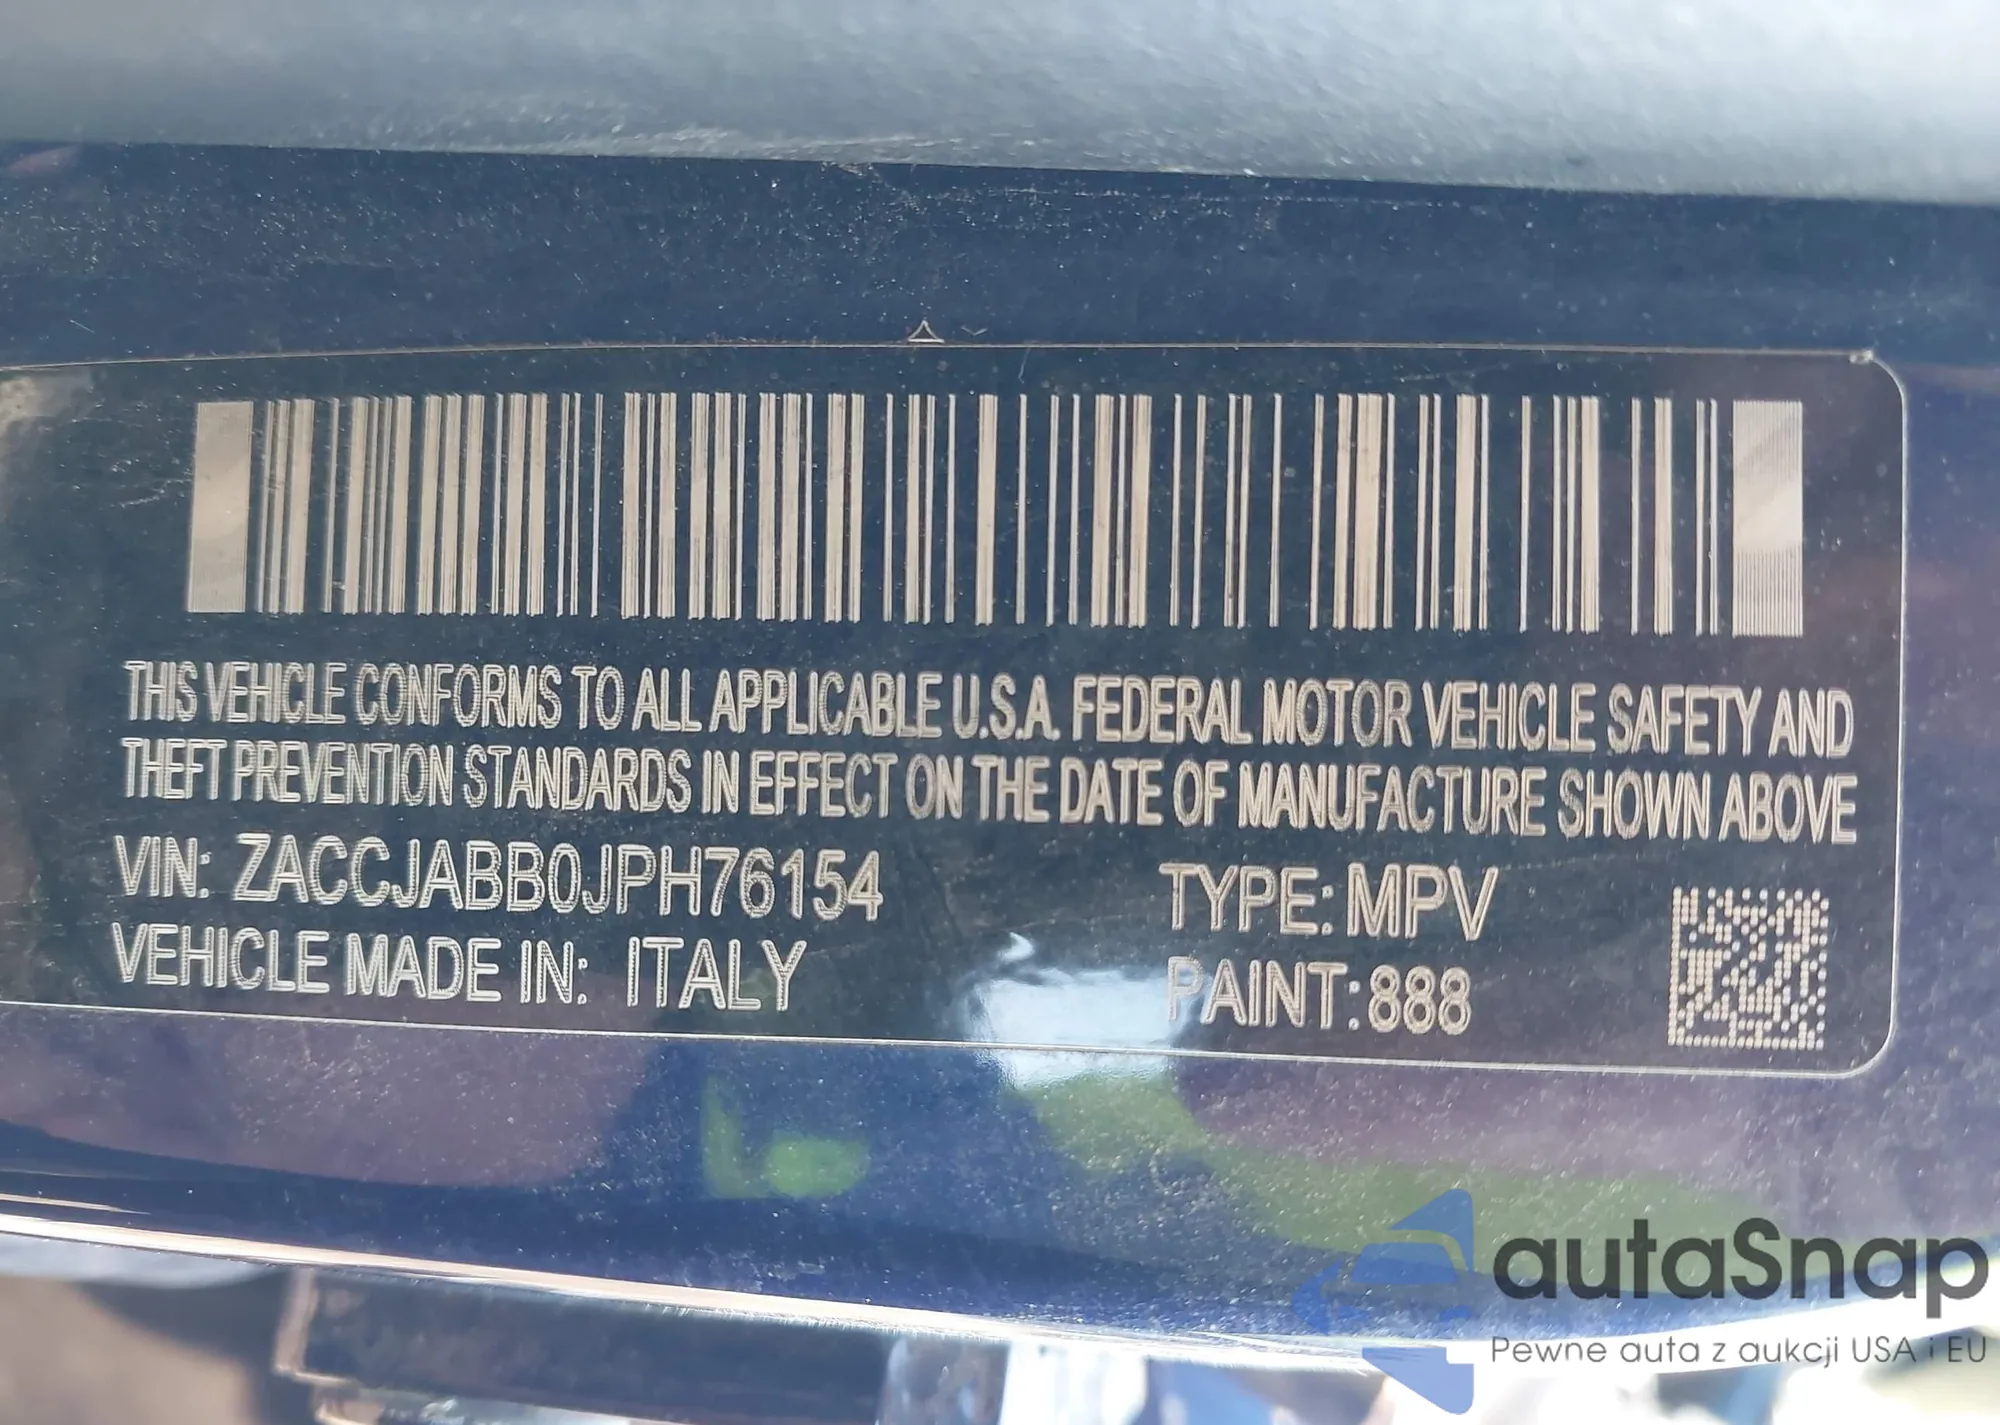 THIS VEHICLE CONFORMS TO ALL APPLICABLE U.S.A. FEDERAL MOTOR VEHICLE SAFETY AND
THEFT PREVENTION STANDARDS IN EFFECT ON THE DATE OF MANUFACTURE SHOWN ABOVE
VIN: ZACCJABB0JPH76154 TYPE: MPV
VEHICLE MADE IN: ITALY PAINT: 888
autaSnap
Pewne auta z aukcji USA i EU